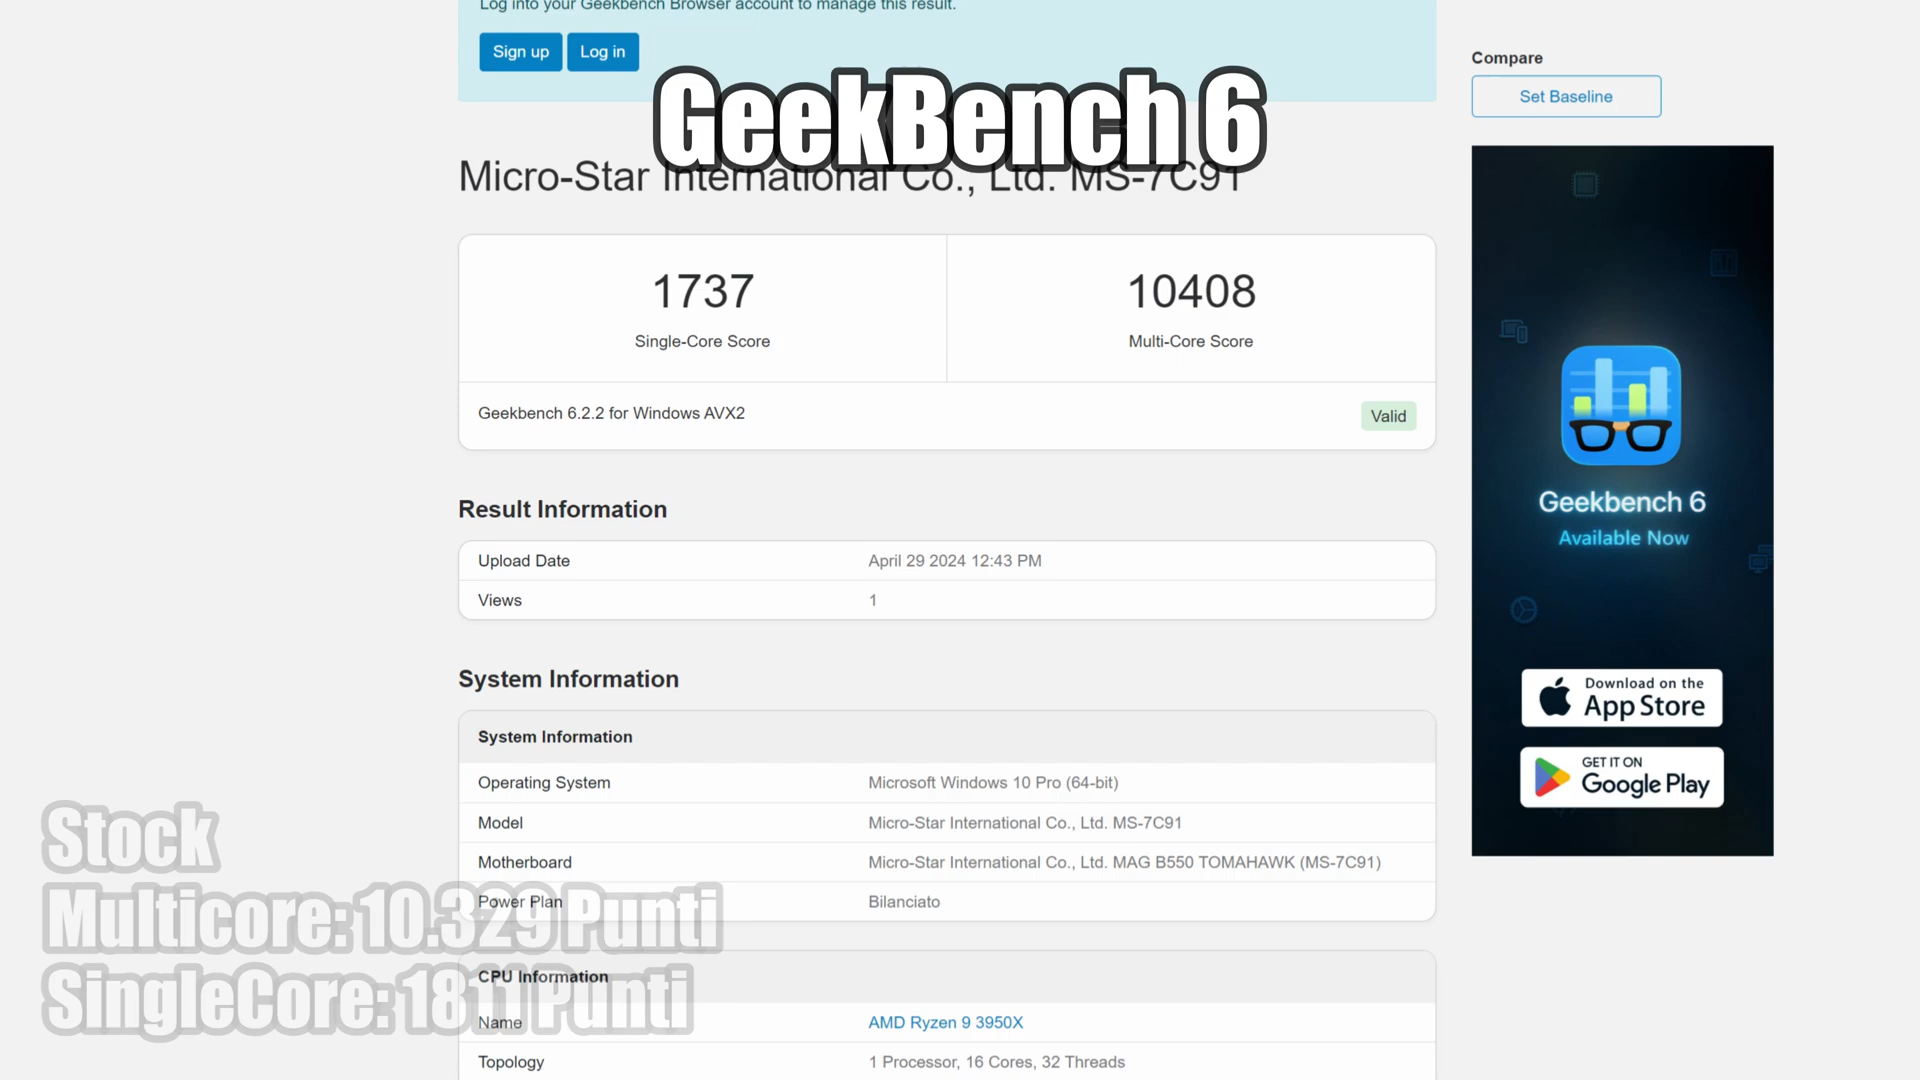 Log into your Geekbench Browser account to manage this result.
Sign up
Log in
GeekBench 6
Micro-Star International Co., Ltd. MS-7C91
1737
Single-Core Score
10408
Multi-Core Score
Geekbench 6.2.2 for Windows AVX2
Valid
Result Information
Upload Date
April 29 2024 12:43 PM
Views
1
System Information
System Information
Operating System
Microsoft Windows 10 Pro (64-bit)
Model
Micro-Star International Co., Ltd. MS-7C91
Motherboard
Micro-Star International Co., Ltd. MAG B550 TOMAHAWK (MS-7C91)
Power Plan
Bilanciato
CPU Information
Name
AMD Ryzen 9 3950X
Topology
1 Processor, 16 Cores, 32 Threads
Stock
Multicore: 10.329 Punti
SingleCore: 1811 Punti
Compare
Set Baseline
Geekbench 6
Available Now
Download on the
App Store
GET IT ON
Google Play